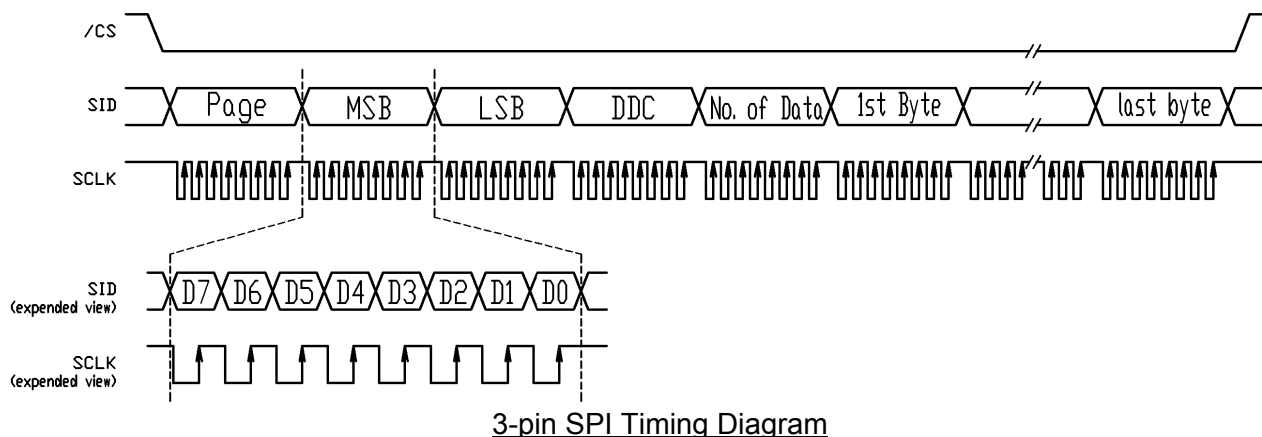 /CS
SID Page MSB LSB DDC No. of Data 1st Byte last byte
SCLK
SID D7 D6 D5 D4 D3 D2 D1 D0
(expended view)
SCLK
(expended view)
3-pin SPI Timing Diagram